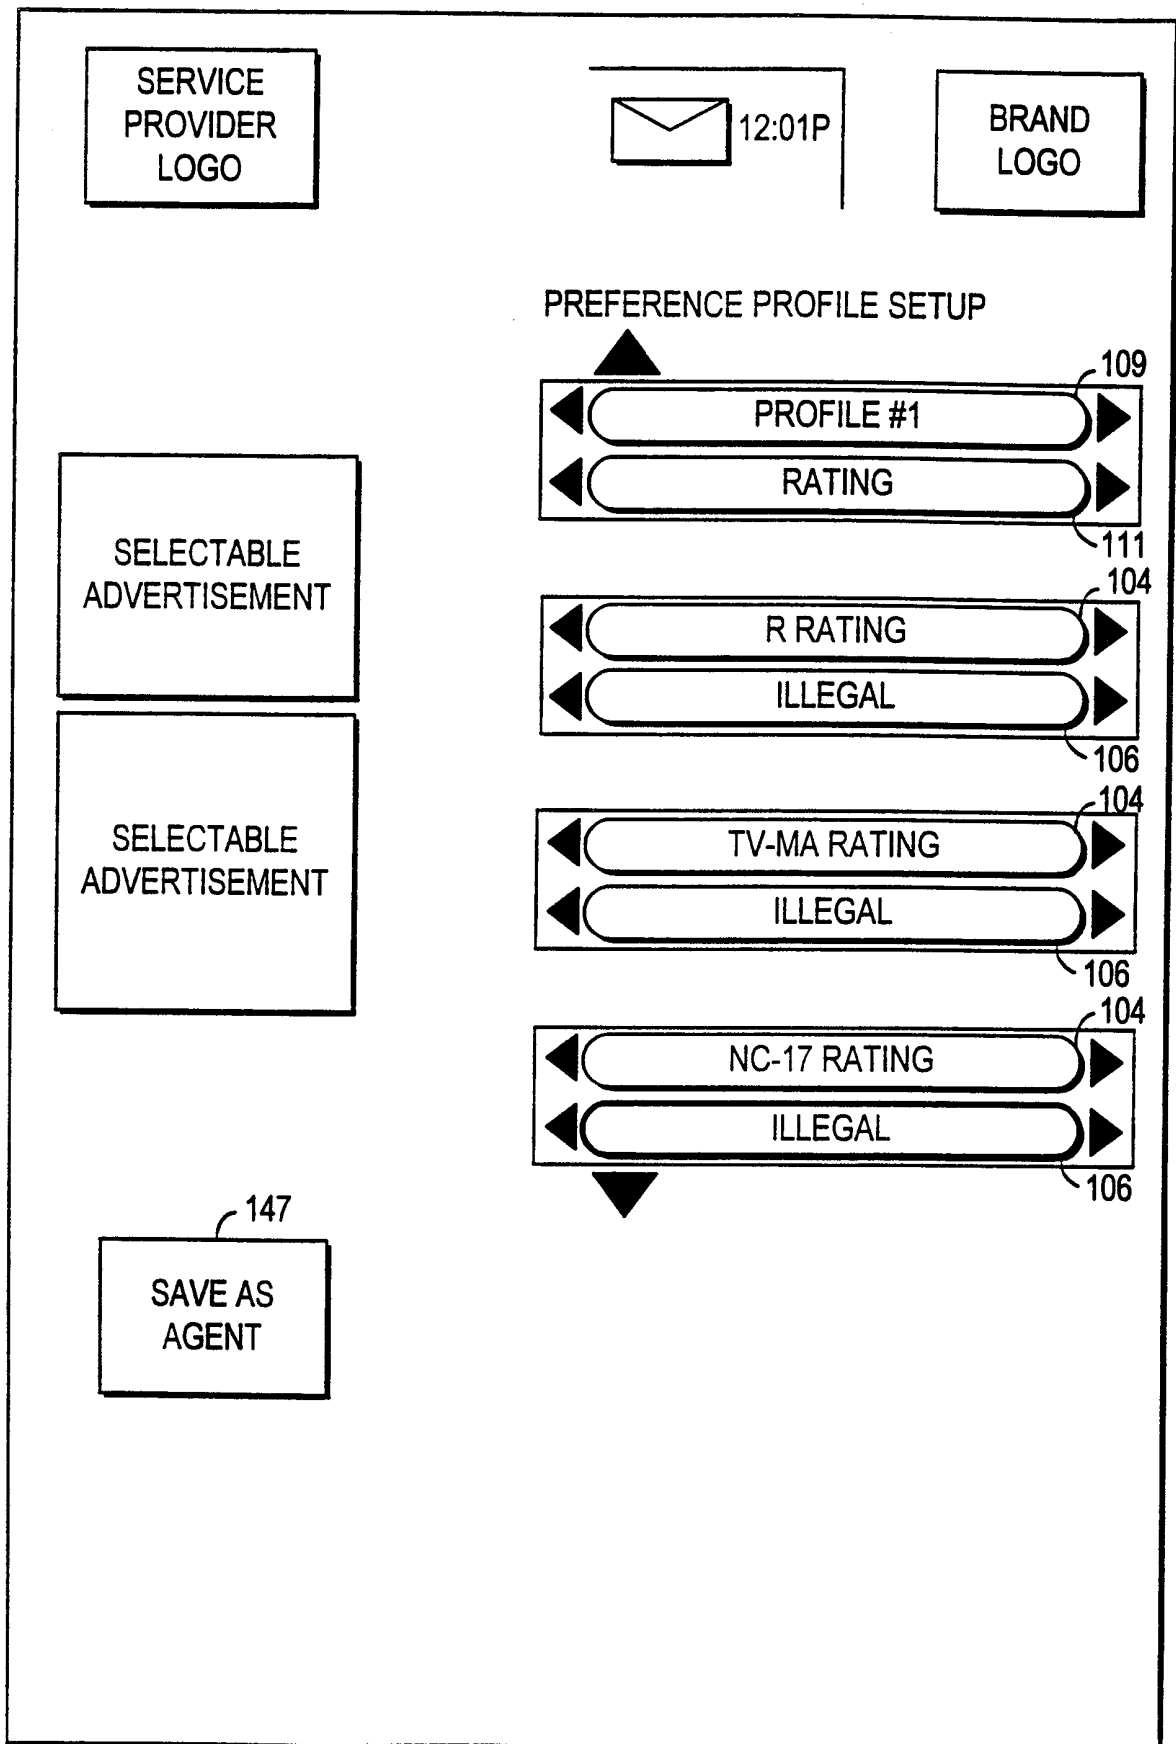 SERVICE
PROVIDER
LOGO
12:01P
BRAND
LOGO
PREFERENCE PROFILE SETUP
109
PROFILE #1
RATING
111
SELECTABLE
ADVERTISEMENT
104
R RATING
ILLEGAL
106
SELECTABLE
ADVERTISEMENT
104
TV-MA RATING
ILLEGAL
106
104
NC-17 RATING
ILLEGAL
106
147
SAVE AS
AGENT